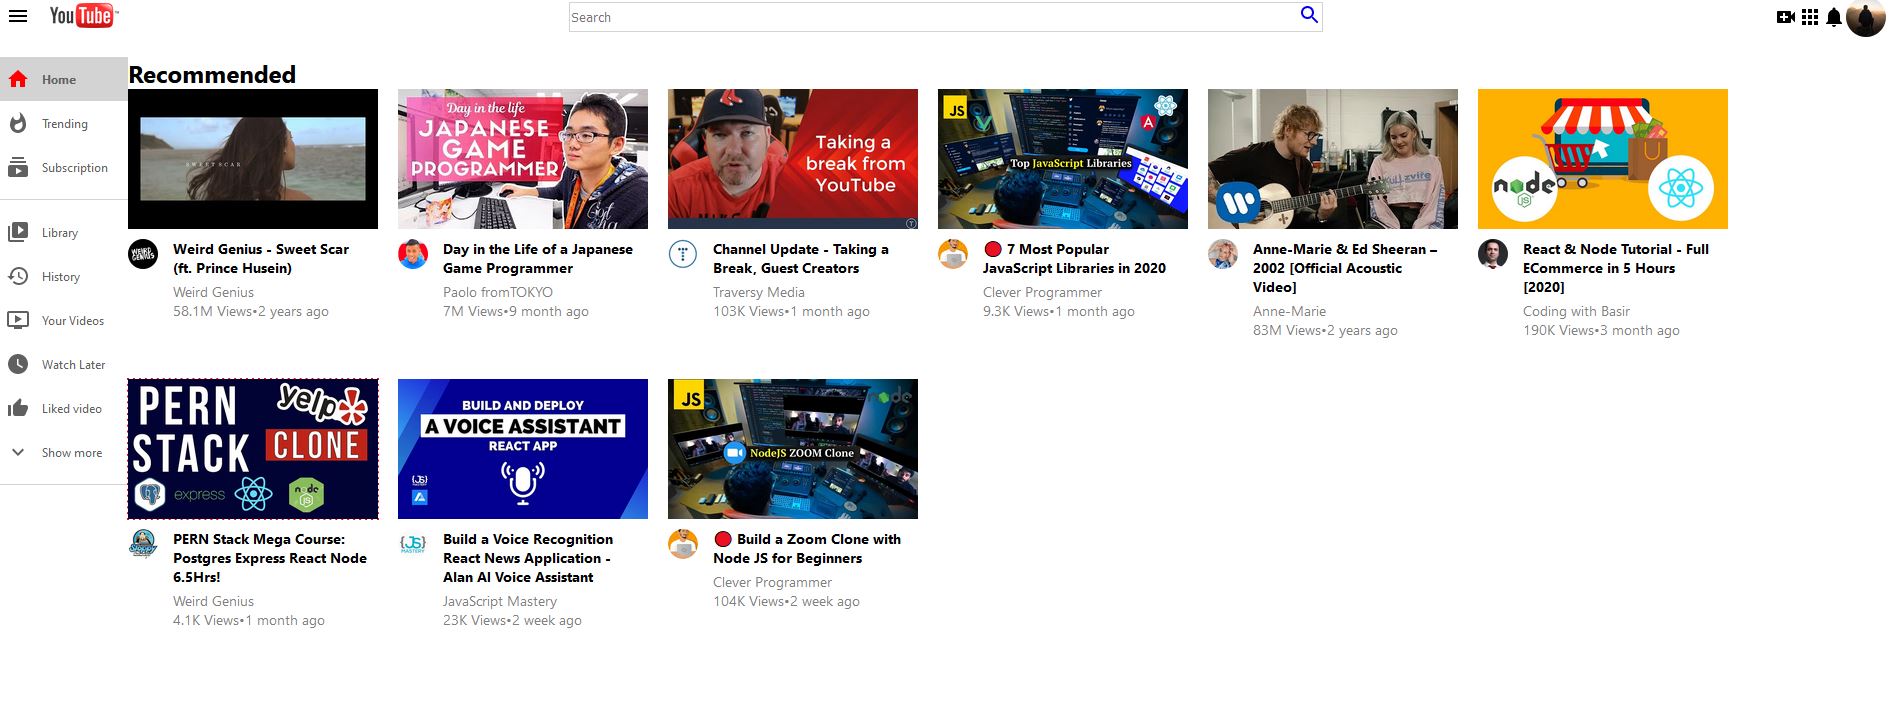 YouTube
Search
Home
Trending
Subscription
Library
History
Your Videos
Watch Later
Liked video
Show more
Recommended
SWEET SCAR
Day in the life
JAPANESE
GAME
PROGRAMMER
Taking a
break from
YouTube
JS
Top JavaScript Libraries
node
JS
WEIRD
GENIUS
Weird Genius - Sweet Scar
(ft. Prince Husein)
Weird Genius
58.1M Views•2 years ago
Day in the Life of a Japanese
Game Programmer
Paolo fromTOKYO
7M Views•9 month ago
Channel Update - Taking a
Break, Guest Creators
Traversy Media
103K Views•1 month ago
🔴 7 Most Popular
JavaScript Libraries in 2020
Clever Programmer
9.3K Views•1 month ago
Anne-Marie & Ed Sheeran –
2002 [Official Acoustic
Video]
Anne-Marie
83M Views•2 years ago
React & Node Tutorial - Full
ECommerce in 5 Hours
[2020]
Coding with Basir
190K Views•3 month ago
PERN
STACK
yelp
CLONE
express
node
JS
BUILD AND DEPLOY
A VOICE ASSISTANT
REACT APP
{JS}
JS
node
NodeJS ZOOM Clone
PERN Stack Mega Course:
Postgres Express React Node
6.5Hrs!
Weird Genius
4.1K Views•1 month ago
{JS}
MASTERY
Build a Voice Recognition
React News Application -
Alan AI Voice Assistant
JavaScript Mastery
23K Views•2 week ago
🔴 Build a Zoom Clone with
Node JS for Beginners
Clever Programmer
104K Views•2 week ago